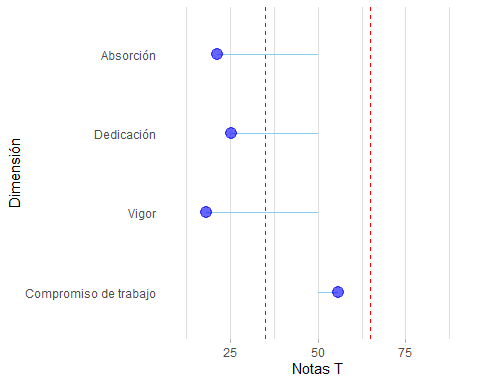 Absorción
Dedicación
Vigor
Compromiso de trabajo
Dimensión
25
50
75
Notas T